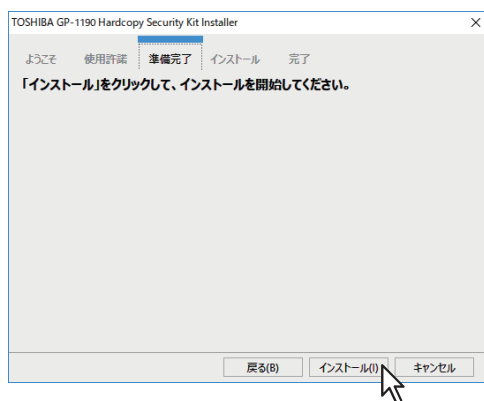 TOSHIBA GP-1190 Hardcopy Security Kit Installer
ようこそ 使用許諾 準備完了 インストール 完了
「インストール」をクリックして、インストールを開始してください。
戻る(B) インストール(I) キャンセル